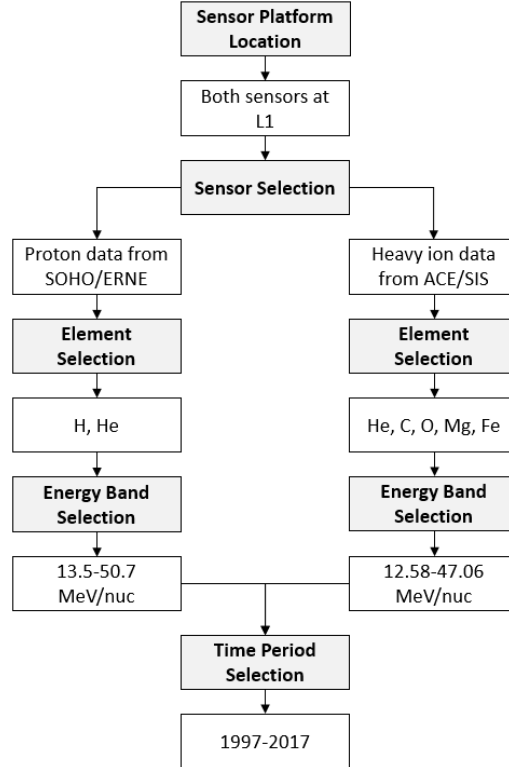 Sensor Platform
Location
Both sensors at
L1
Sensor Selection
Proton data from
SOHO/ERNE
Heavy ion data
from ACE/SIS
Element
Selection
Element
Selection
H, He
He, C, O, Mg, Fe
Energy Band
Selection
Energy Band
Selection
13.5-50.7
MeV/nuc
12.58-47.06
MeV/nuc
Time Period
Selection
1997-2017